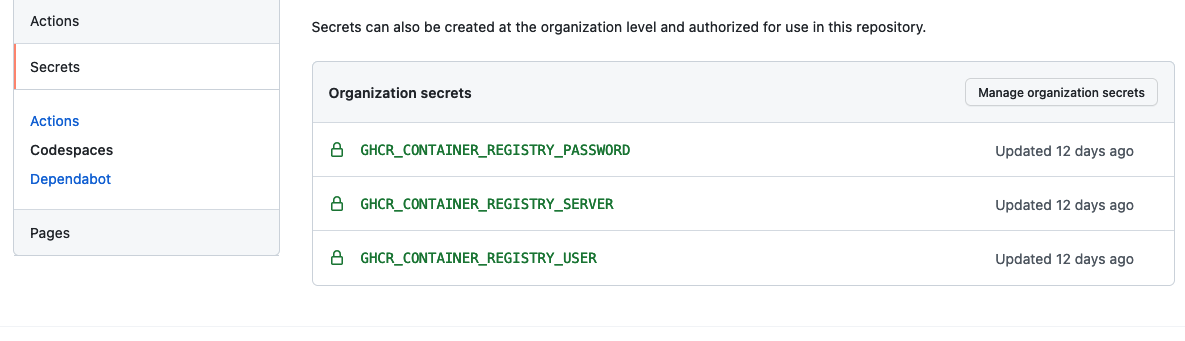 Actions
Secrets
Actions
Codespaces
Dependabot
Pages
Secrets can also be created at the organization level and authorized for use in this repository.
Organization secrets
Manage organization secrets
GHCR_CONTAINER_REGISTRY_PASSWORD
Updated 12 days ago
GHCR_CONTAINER_REGISTRY_SERVER
Updated 12 days ago
GHCR_CONTAINER_REGISTRY_USER
Updated 12 days ago